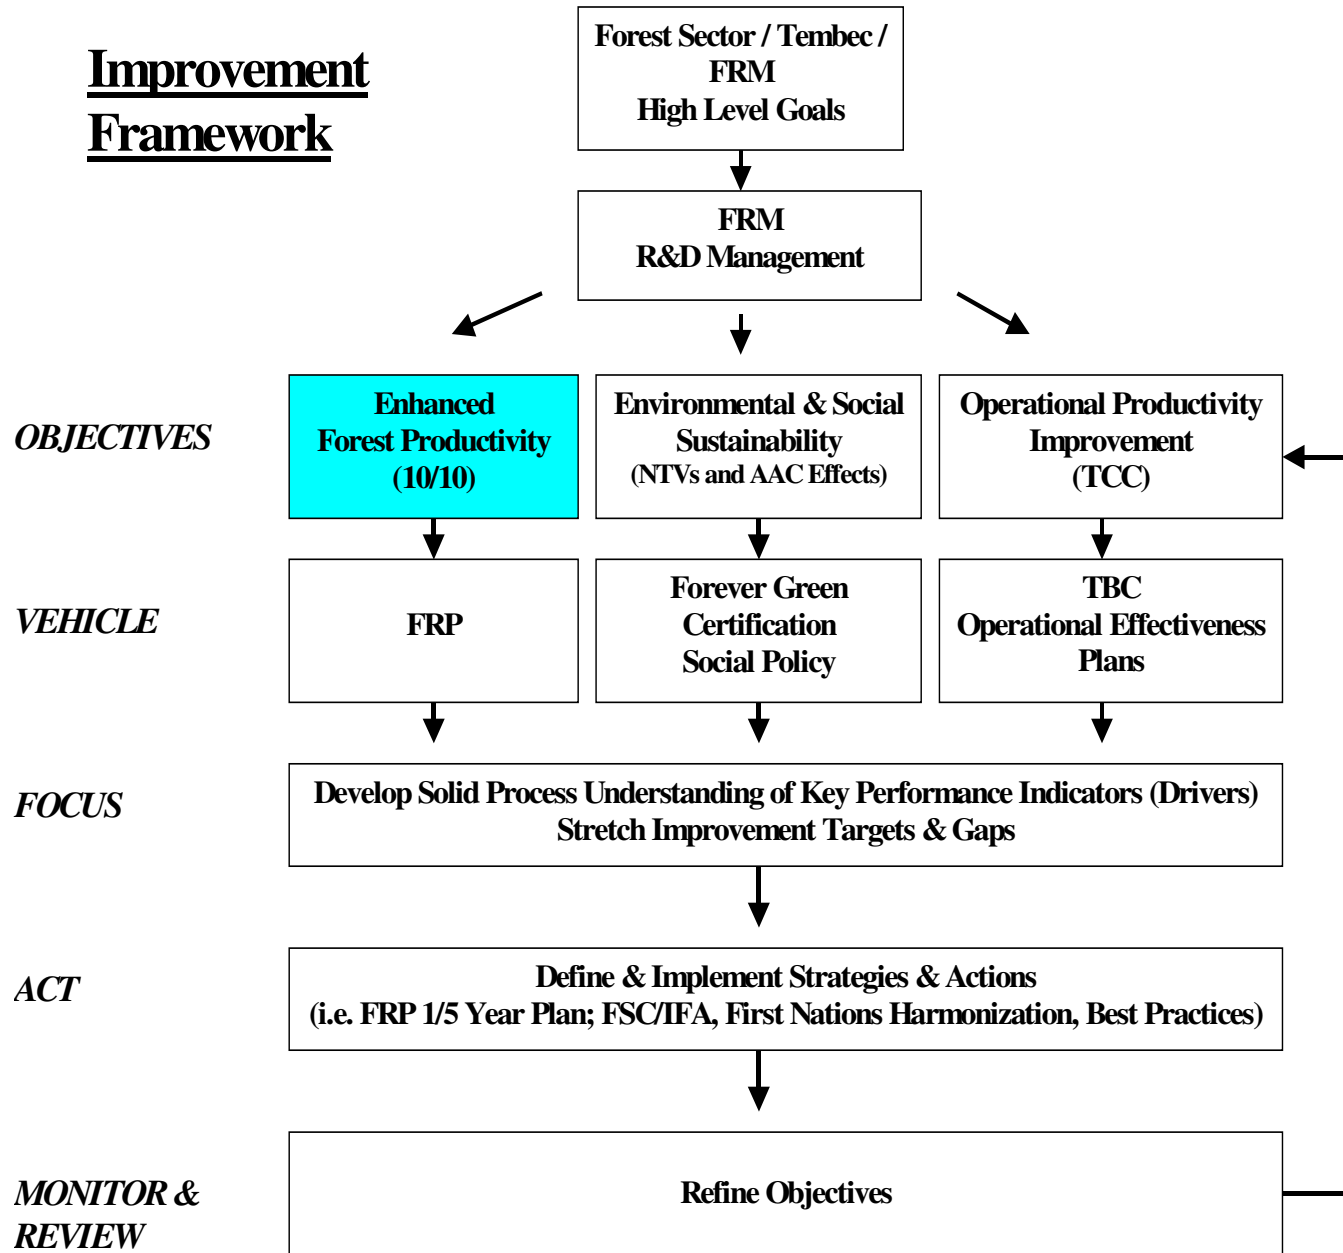 Improvement
Framework
Forest Sector / Tembec /
FRM
High Level Goals
FRM
R&D Management
OBJECTIVES
Enhanced
Forest Productivity
(10/10)
Environmental & Social
Sustainability
(NTVs and AAC Effects)
Operational Productivity
Improvement
(TCC)
VEHICLE
FRP
Forever Green
Certification
Social Policy
TBC
Operational Effectiveness
Plans
FOCUS
Develop Solid Process Understanding of Key Performance Indicators (Drivers)
Stretch Improvement Targets & Gaps
ACT
Define & Implement Strategies & Actions
(i.e. FRP 1/5 Year Plan; FSC/IFA, First Nations Harmonization, Best Practices)
MONITOR &
REVIEW
Refine Objectives